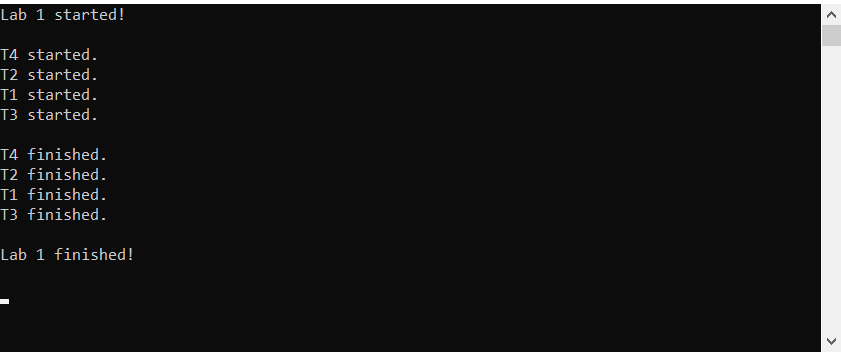 Lab 1 started!
T4 started.
T2 started.
T1 started.
T3 started.
T4 finished.
T2 finished.
T1 finished.
T3 finished.
Lab 1 finished!